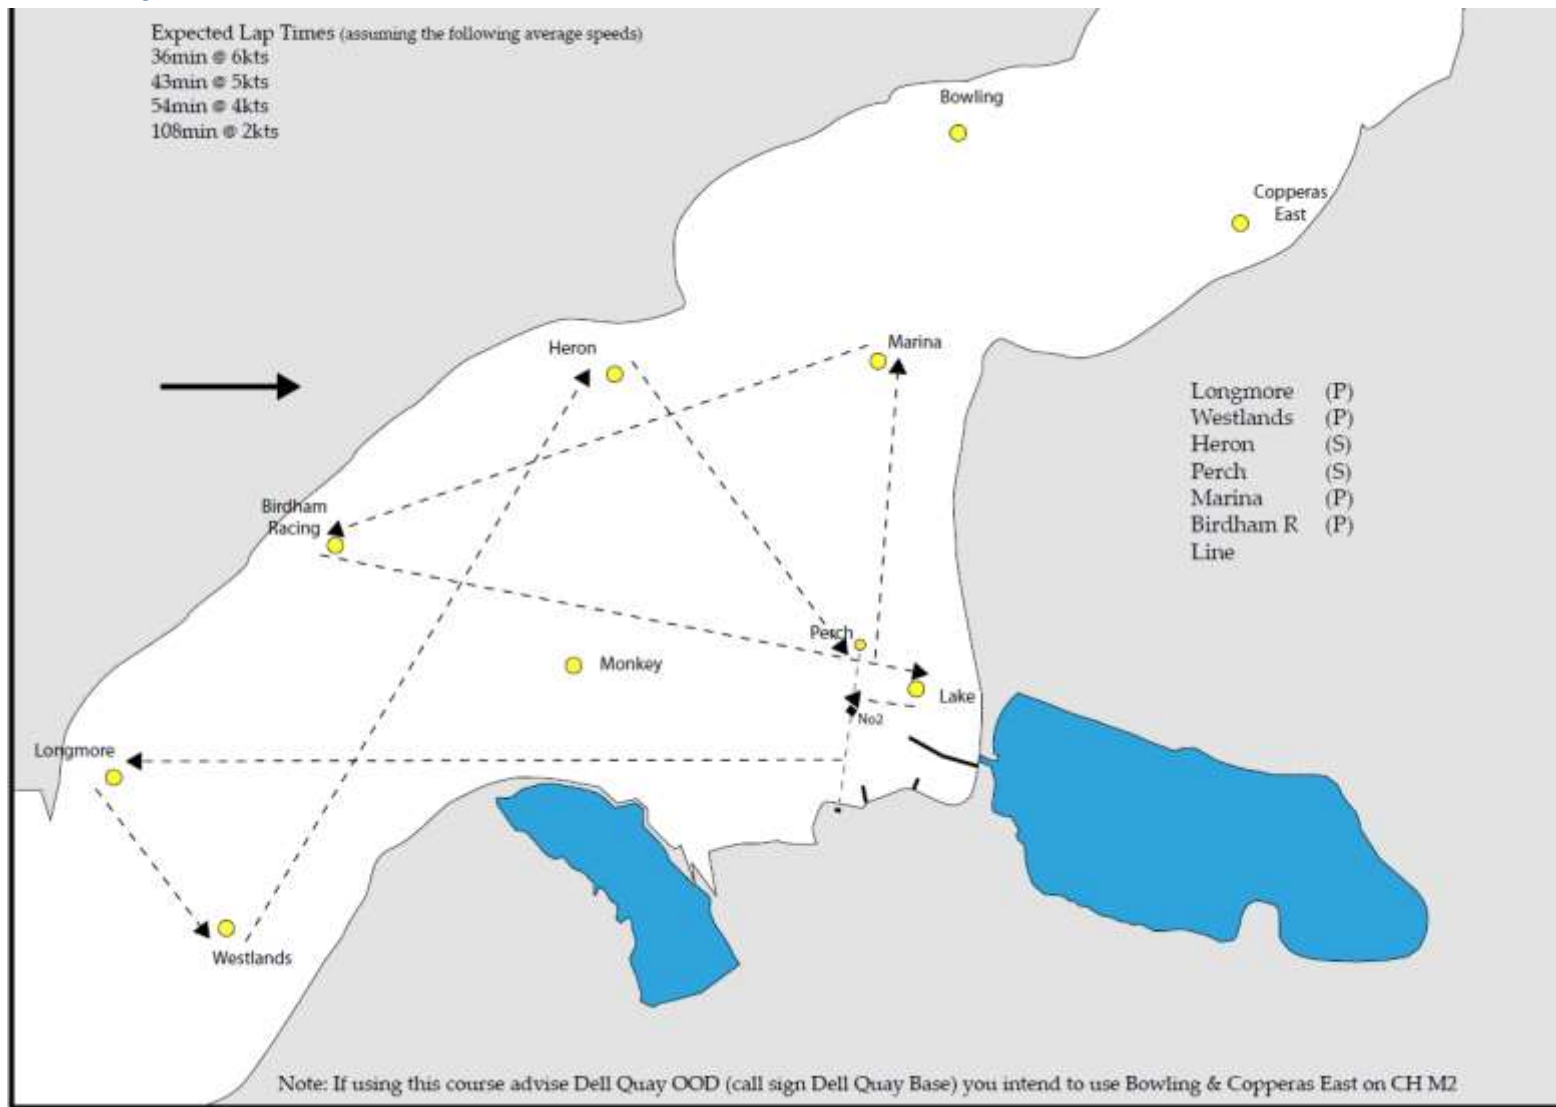 Expected Lap Times (assuming the following average speeds)
36min @ 6kts
43min @ 5kts
54min @ 4kts
108min @ 2kts
Bowling
Copperas
East
Heron
Marina
Longmore (P)
Westlands (P)
Heron (S)
Perch (S)
Marina (P)
Birdham R (P)
Line
Birdham
Racing
Perch
Monkey
Lake
No2
Longmore
Westlands
Note: If using this course advise Dell Quay OOD (call sign Dell Quay Base) you intend to use Bowling & Copperas East on CH M2